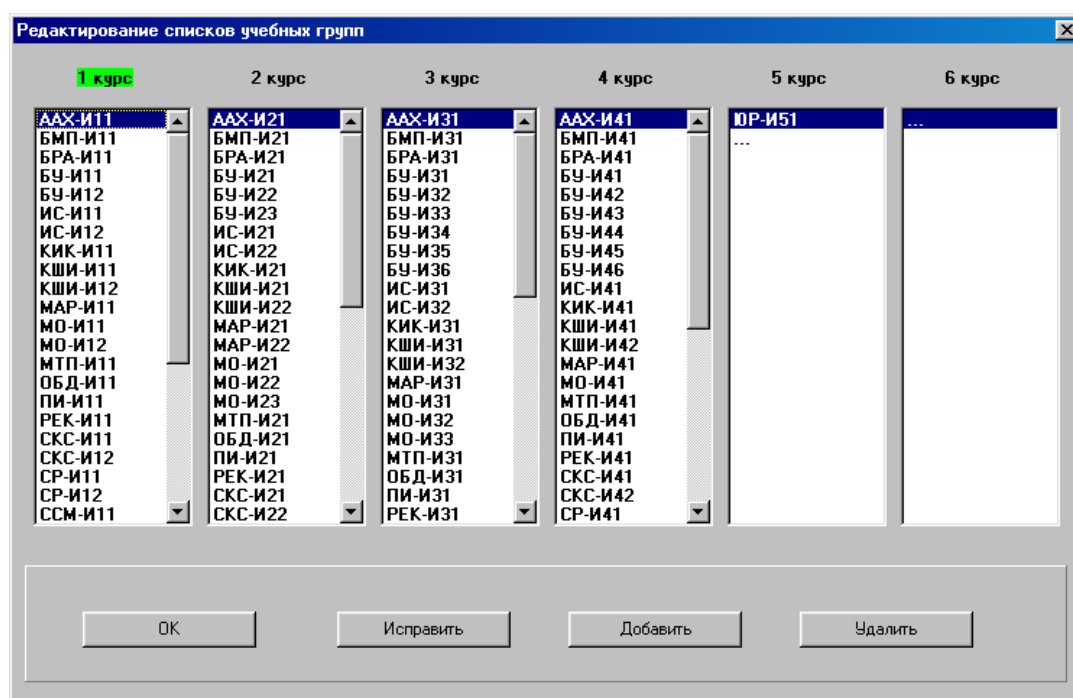 Редактирование списков учебных групп
1 курс
2 курс
3 курс
4 курс
5 курс
6 курс
ААХ-И11
БМП-И11
БРА-И11
БУ-И11
БУ-И12
ИС-И11
ИС-И12
КИК-И11
КШИ-И11
КШИ-И12
МАР-И11
МО-И11
МО-И12
МТП-И11
ОБД-И11
ПИ-И11
РЕК-И11
СКС-И11
СКС-И12
СР-И11
СР-И12
ССМ-И11
ААХ-И21
БМП-И21
БРА-И21
БУ-И21
БУ-И22
БУ-И23
ИС-И21
ИС-И22
КИК-И21
КШИ-И21
КШИ-И22
МАР-И21
МАР-И22
МО-И21
МО-И22
МО-И23
МТП-И21
ОБД-И21
ПИ-И21
РЕК-И21
СКС-И21
СКС-И22
ААХ-И31
БМП-И31
БРА-И31
БУ-И31
БУ-И32
БУ-И33
БУ-И34
БУ-И35
БУ-И36
ИС-И31
ИС-И32
КИК-И31
КШИ-И31
КШИ-И32
МАР-И31
МО-И31
МО-И32
МО-И33
МТП-И31
ОБД-И31
ПИ-И31
РЕК-И31
ААХ-И41
БМП-И41
БРА-И41
БУ-И41
БУ-И42
БУ-И43
БУ-И44
БУ-И45
БУ-И46
ИС-И41
КИК-И41
КШИ-И41
КШИ-И42
МАР-И41
МО-И41
МТП-И41
ОБД-И41
ПИ-И41
РЕК-И41
СКС-И41
СКС-И42
СР-И41
ЮР-И51
...
...
OK
Исправить
Добавить
Удалить